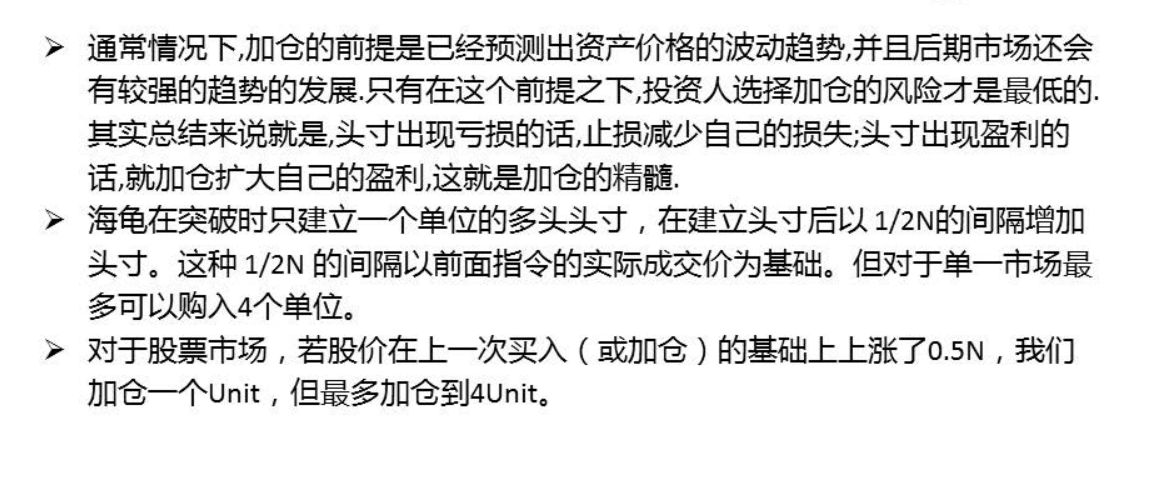 ➢ 通常情况下,加仓的前提是已经预测出资产价格的波动趋势,并且后期市场还会
有较强的趋势的发展.只有在这个前提之下,投资人选择加仓的风险才是最低的.
其实总结来说就是,头寸出现亏损的话,止损减少自己的损失;头寸出现盈利的
话,就加仓扩大自己的盈利,这就是加仓的精髓.
➢ 海龟在突破时只建立一个单位的多头头寸，在建立头寸后以 1/2N的间隔增加
头寸。这种 1/2N 的间隔以前面指令的实际成交价为基础。但对于单一市场最
多可以购入4个单位。
➢ 对于股票市场，若股价在上一次买入（或加仓）的基础上上涨了0.5N，我们
加仓一个Unit，但最多加仓到4Unit。